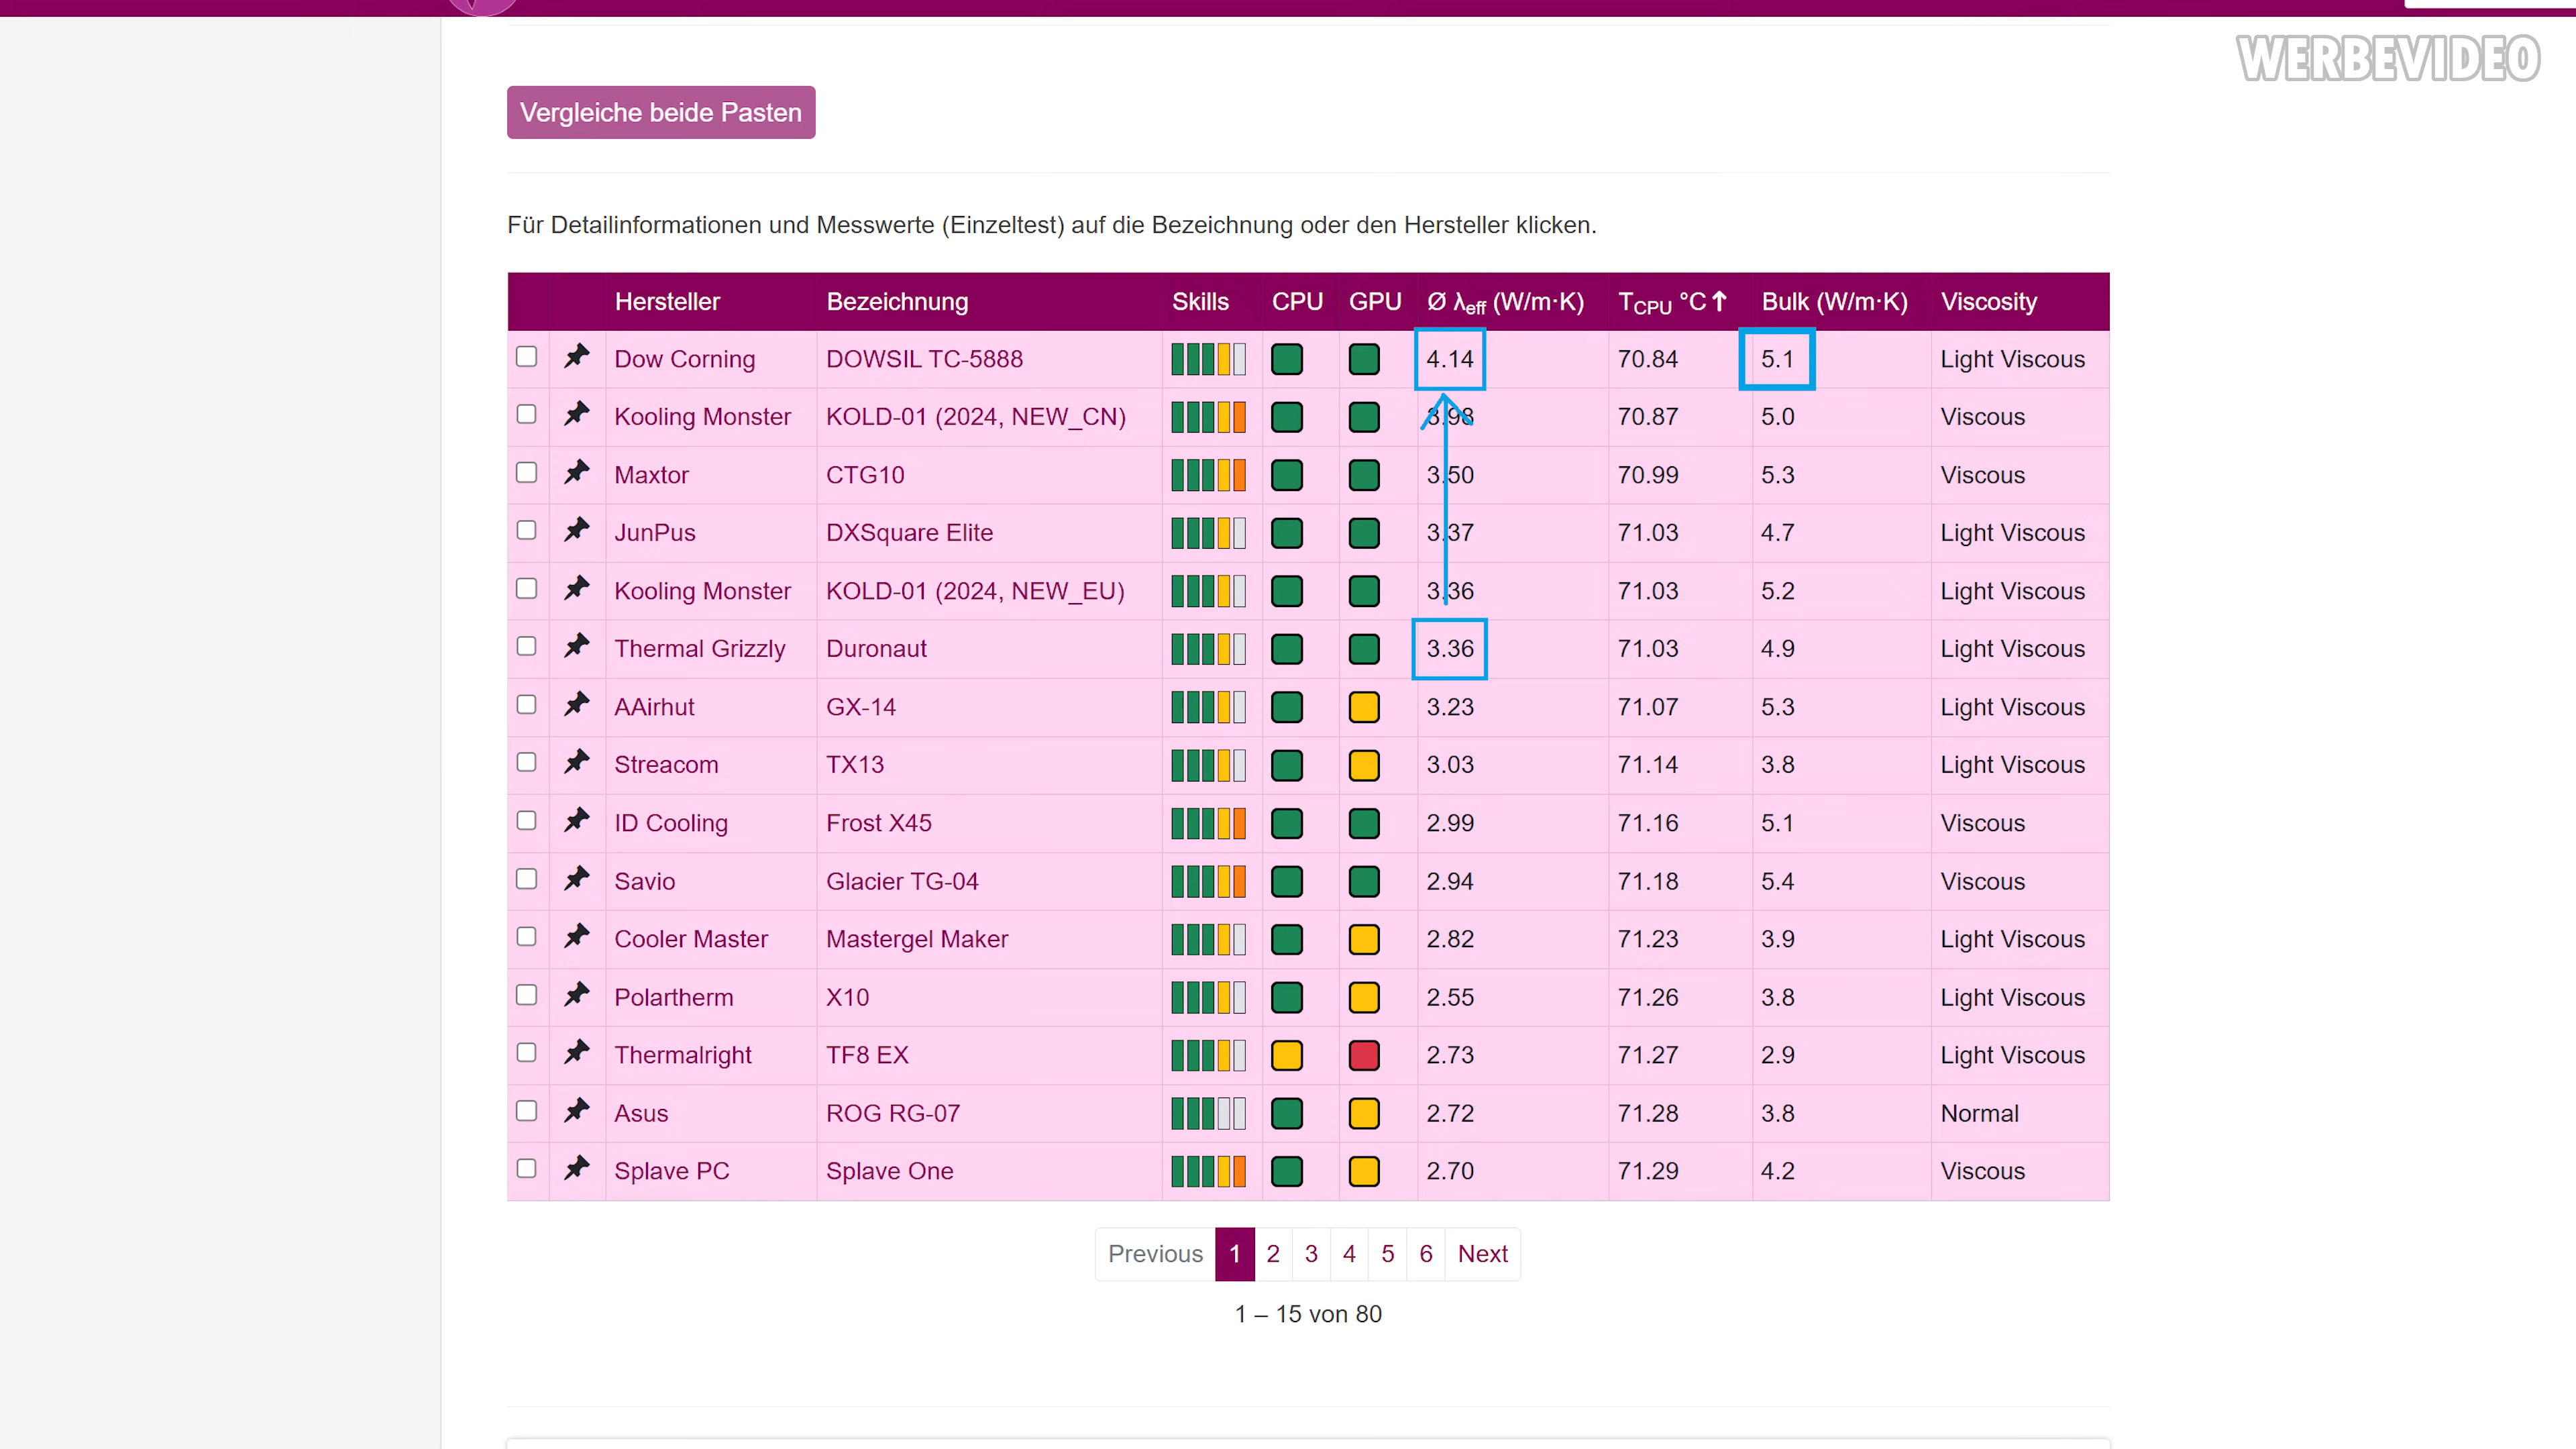 WERBEVIDEO
Vergleiche beide Pasten
Für Detailinformationen und Messwerte (Einzeltest) auf die Bezeichnung oder den Hersteller klicken.
Hersteller Bezeichnung Skills CPU GPU Ø λeff (W/m·K) TCPU °C↑ Bulk (W/m·K) Viscosity
Dow Corning DOWSIL TC-5888 4.14 70.84 5.1 Light Viscous
Kooling Monster KOLD-01 (2024, NEW_CN) 3.98 70.87 5.0 Viscous
Maxtor CTG10 3.50 70.99 5.3 Viscous
JunPus DXSquare Elite 3.37 71.03 4.7 Light Viscous
Kooling Monster KOLD-01 (2024, NEW_EU) 3.36 71.03 5.2 Light Viscous
Thermal Grizzly Duronaut 3.36 71.03 4.9 Light Viscous
AAirhut GX-14 3.23 71.07 5.3 Light Viscous
Streacom TX13 3.03 71.14 3.8 Light Viscous
ID Cooling Frost X45 2.99 71.16 5.1 Viscous
Savio Glacier TG-04 2.94 71.18 5.4 Viscous
Cooler Master Mastergel Maker 2.82 71.23 3.9 Light Viscous
Polartherm X10 2.55 71.26 3.8 Light Viscous
Thermalright TF8 EX 2.73 71.27 2.9 Light Viscous
Asus ROG RG-07 2.72 71.28 3.8 Normal
Splave PC Splave One 2.70 71.29 4.2 Viscous
Previous 1 2 3 4 5 6 Next
1 – 15 von 80